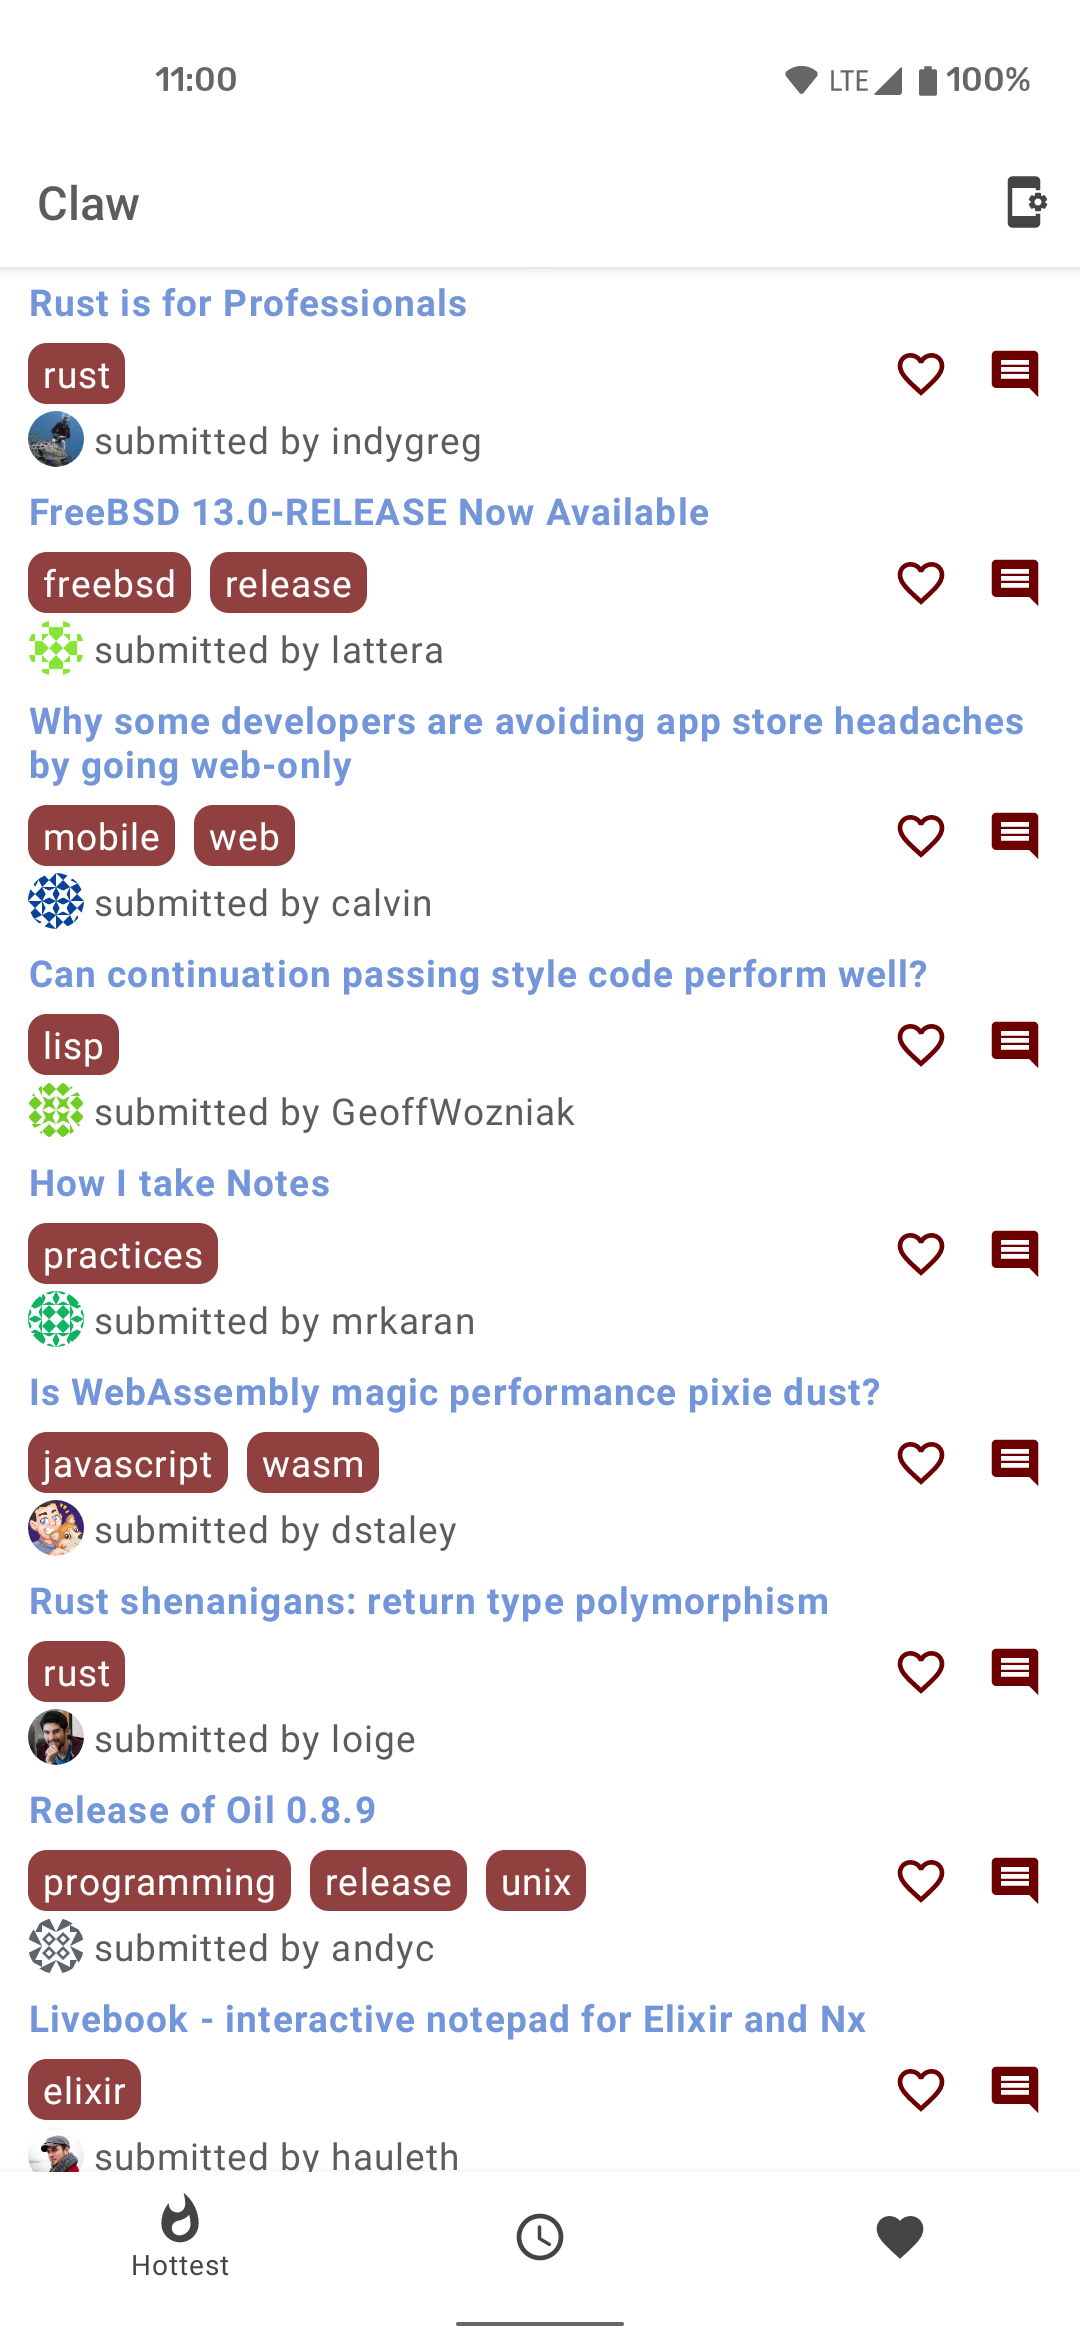 11:00
LTE 100%
Claw
Rust is for Professionals
rust
submitted by indygreg
FreeBSD 13.0-RELEASE Now Available
freebsd release
submitted by lattera
Why some developers are avoiding app store headaches
by going web-only
mobile web
submitted by calvin
Can continuation passing style code perform well?
lisp
submitted by GeoffWozniak
How I take Notes
practices
submitted by mrkaran
Is WebAssembly magic performance pixie dust?
javascript wasm
submitted by dstaley
Rust shenanigans: return type polymorphism
rust
submitted by loige
Release of Oil 0.8.9
programming release unix
submitted by andyc
Livebook - interactive notepad for Elixir and Nx
elixir
submitted by hauleth
Hottest